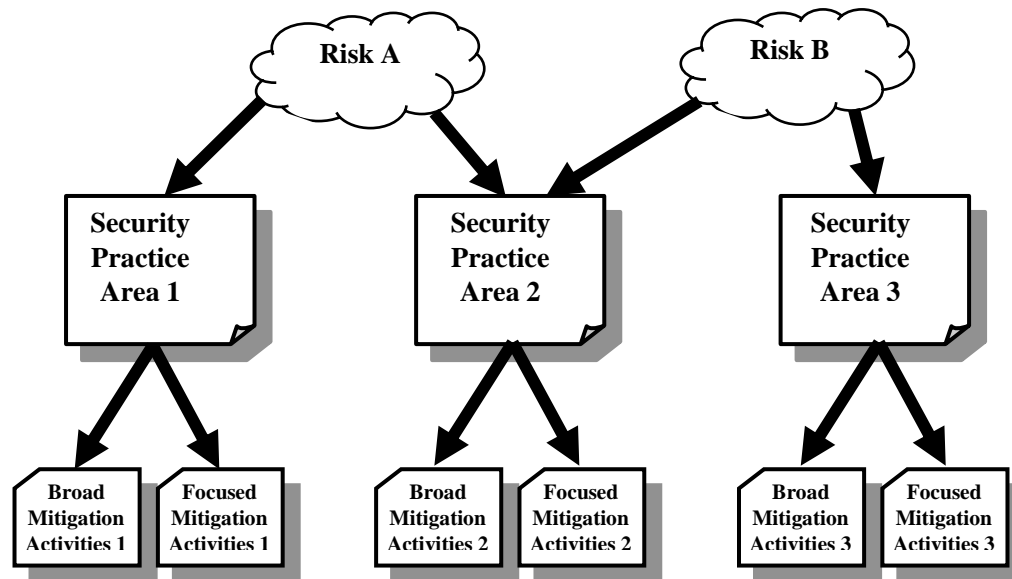 Risk A
Risk B
Security
Practice
Area 1
Security
Practice
Area 2
Security
Practice
Area 3
Broad
Mitigation
Activities 1
Focused
Mitigation
Activities 1
Broad
Mitigation
Activities 2
Focused
Mitigation
Activities 2
Broad
Mitigation
Activities 3
Focused
Mitigation
Activities 3